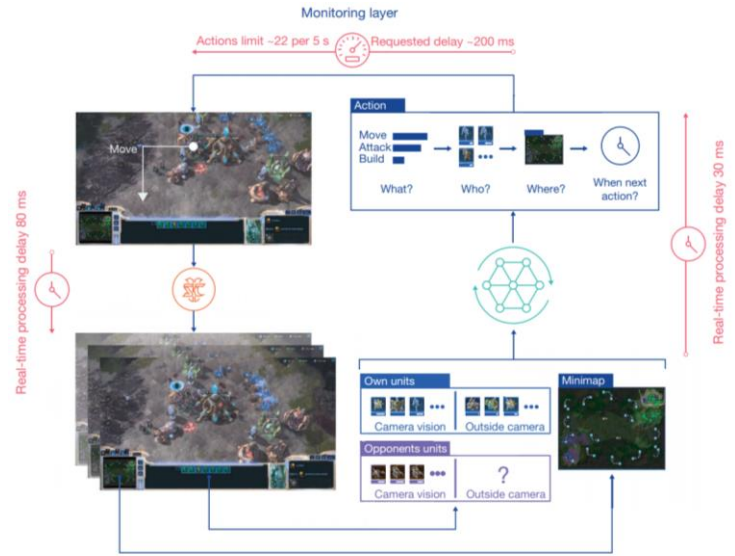 Monitoring layer
Actions limit ~22 per 5 s
Requested delay ~200 ms
Move
Action
Move
Attack
Build
What?
Who?
Where?
When next
action?
Real-time processing delay 80 ms
Real-time processing delay 30 ms
Own units
Camera vision
Outside camera
Opponents units
?
Camera vision
Outside camera
Minimap